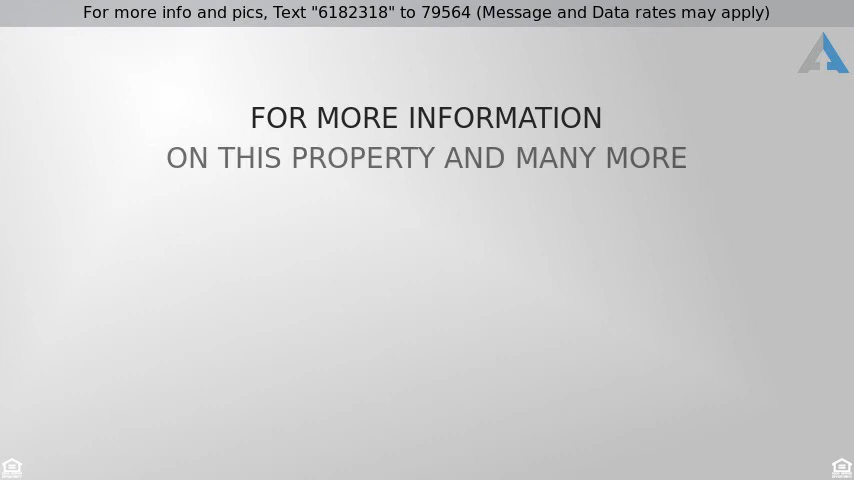 For more info and pics, Text "6182318" to 79564 (Message and Data rates may apply)
FOR MORE INFORMATION
ON THIS PROPERTY AND MANY MORE